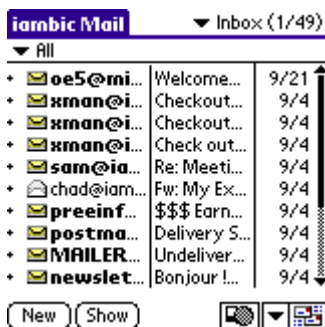 iambic Mail ▼ Inbox (1/49)
▼ All
oe5@mi... Welcome... 9/21
xman@i... Checkout... 9/4
xman@i... Checkout... 9/4
xman@i... Check out... 9/4
sam@ia... Re: Meeti... 9/4
chad@iam... Fw: My Ex... 9/4
preeinf... $$$ Earn... 9/4
postma... Delivery S... 9/4
MAILER... Undeliver... 9/4
newslet... Bonjour !... 9/4
New Show